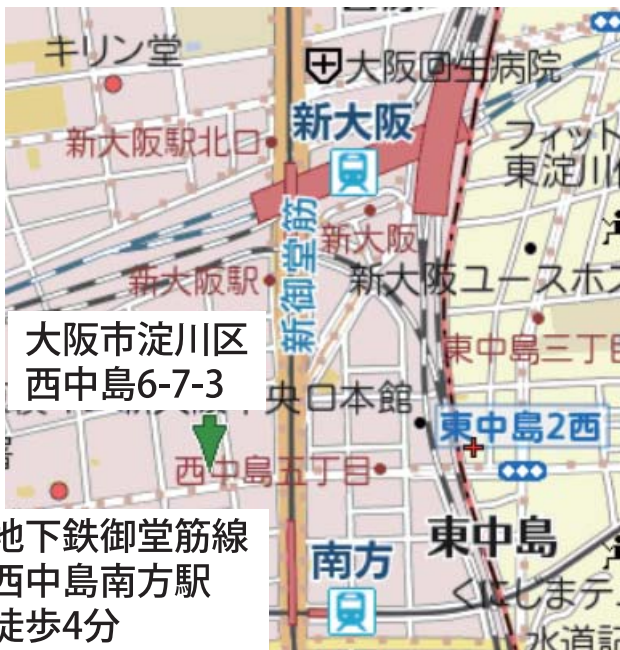 キリン堂
大阪回生病院
新大阪
新大阪駅北口
フィット
東淀川
新御堂筋
新大阪
新大阪駅
新大阪ユースホス
大阪市淀川区
西中島6-7-3
東中島三丁目
央口本館
東中島2西
西中島五丁目
地下鉄御堂筋線
西中島南方駅
徒歩4分
東中島
南方
くにじまテ
水道記